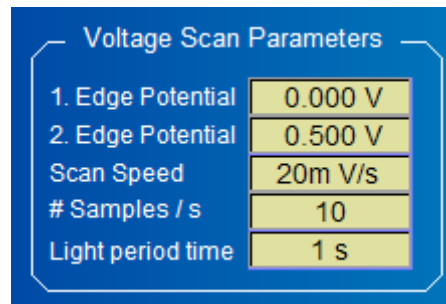 Voltage Scan Parameters
1. Edge Potential 0.000 V
2. Edge Potential 0.500 V
Scan Speed 20m V/s
# Samples / s 10
Light period time 1 s